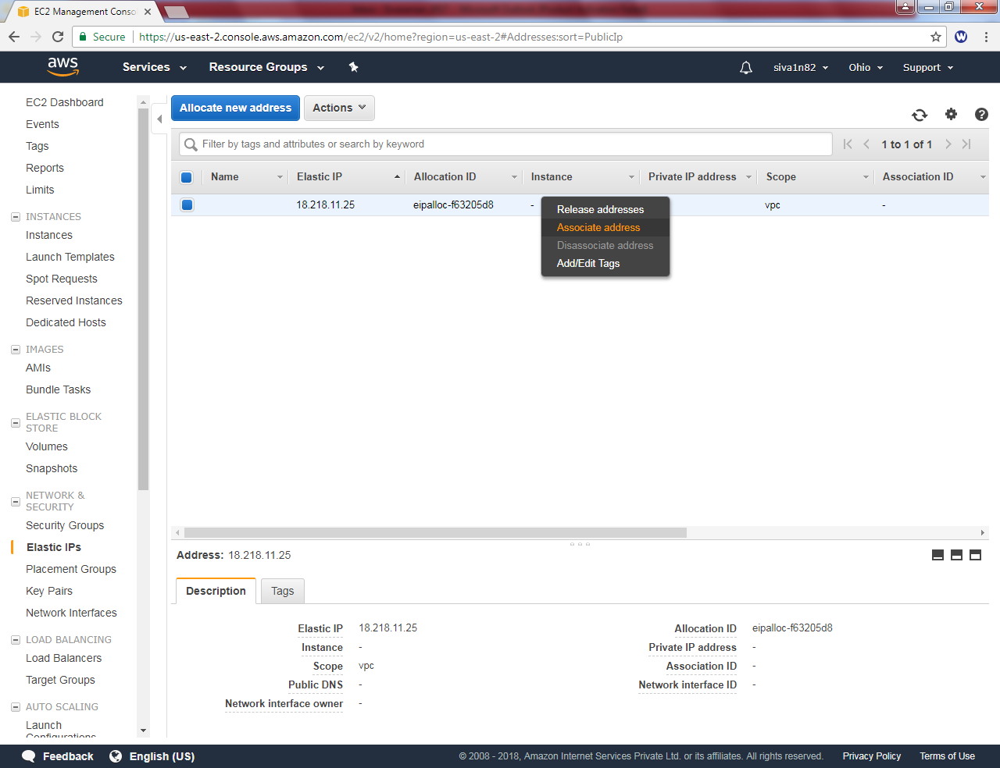 EC2 Management Conso
Secure
https://us-east-2.console.aws.amazon.com/ec2/v2/home?region=us-east-2#Addresses:sort=PublicIp
W
aws
Services
Resource Groups
siva1n82
Ohio
Support
EC2 Dashboard
Events
Tags
Reports
Limits
INSTANCES
Instances
Launch Templates
Spot Requests
Reserved Instances
Dedicated Hosts
IMAGES
AMIs
Bundle Tasks
ELASTIC BLOCK
STORE
Volumes
Snapshots
NETWORK &
SECURITY
Security Groups
Elastic IPs
Placement Groups
Key Pairs
Network Interfaces
LOAD BALANCING
Load Balancers
Target Groups
AUTO SCALING
Launch
Configurations
Allocate new address
Actions
Filter by tags and attributes or search by keyword
1 to 1 of 1
Name Elastic IP Allocation ID Instance Private IP address Scope Association ID
18.218.11.25 eipalloc-f63205d8 - vpc -
Release addresses
Associate address
Disassociate address
Add/Edit Tags
Address: 18.218.11.25
Description
Tags
Elastic IP 18.218.11.25
Instance -
Scope vpc
Public DNS -
Network interface owner -
Allocation ID eipalloc-f63205d8
Private IP address -
Association ID -
Network interface ID -
Feedback
English (US)
© 2008 - 2018, Amazon Internet Services Private Ltd. or its affiliates. All rights reserved.
Privacy Policy
Terms of Use